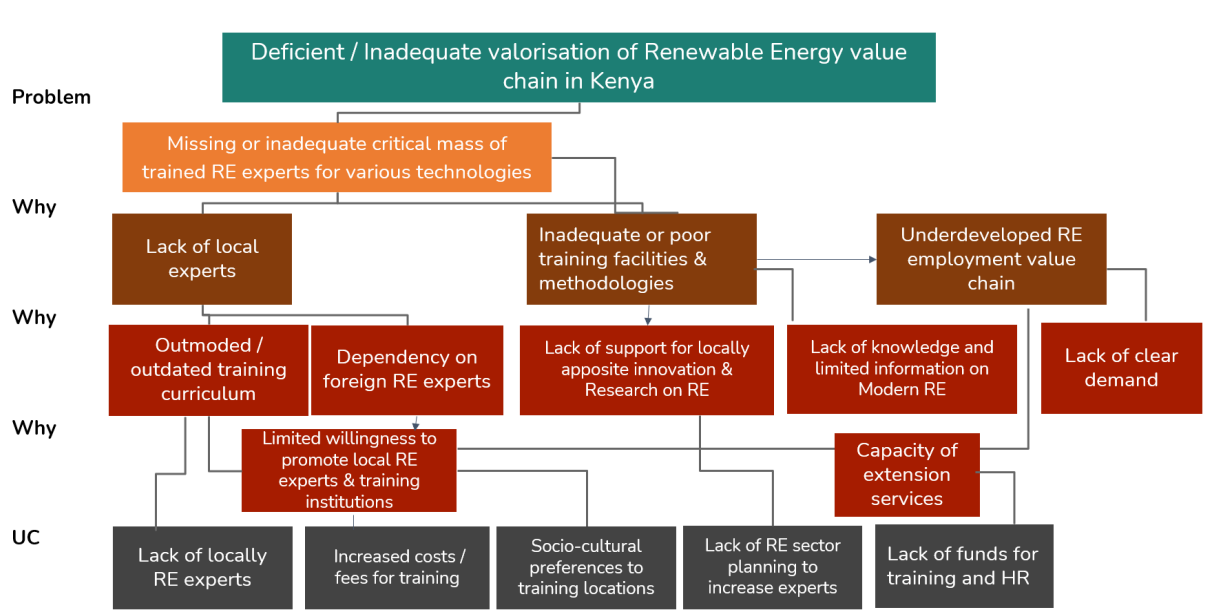 Deficient / Inadequate valorisation of Renewable Energy value
chain in Kenya
Problem
Missing or inadequate critical mass of
trained RE experts for various technologies
Why
Lack of local
experts
Inadequate or poor
training facilities &
methodologies
Underdeveloped RE
employment value
chain
Why
Outmoded /
outdated training
curriculum
Dependency on
foreign RE experts
Lack of support for locally
apposite innovation &
Research on RE
Lack of knowledge and
limited information on
Modern RE
Lack of clear
demand
Why
Limited willingness to
promote local RE
experts & training
institutions
Capacity of
extension
services
UC
Lack of locally
RE experts
Increased costs /
fees for training
Socio-cultural
preferences to
training locations
Lack of RE sector
planning to
increase experts
Lack of funds for
training and HR